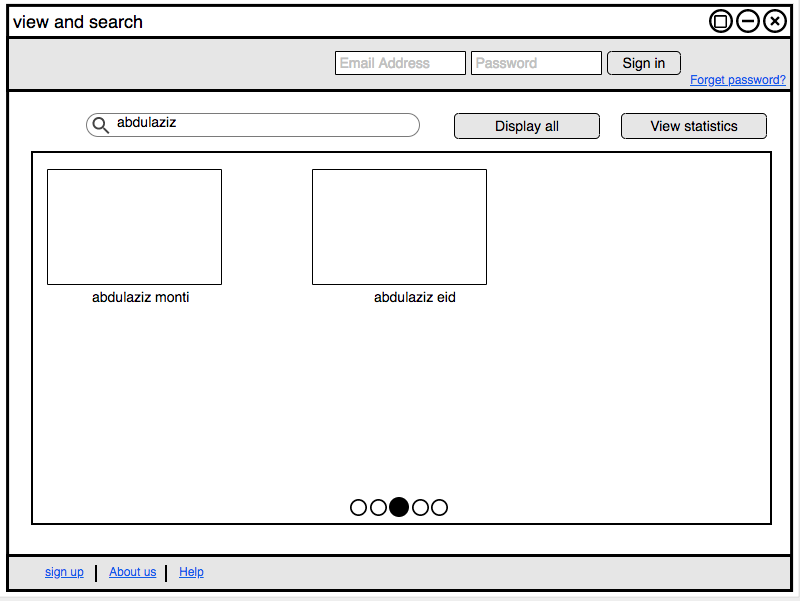 view and search
Email Address Password Sign in
Forget password?
abdulaziz Display all View statistics
abdulaziz monti abdulaziz eid
sign up About us Help